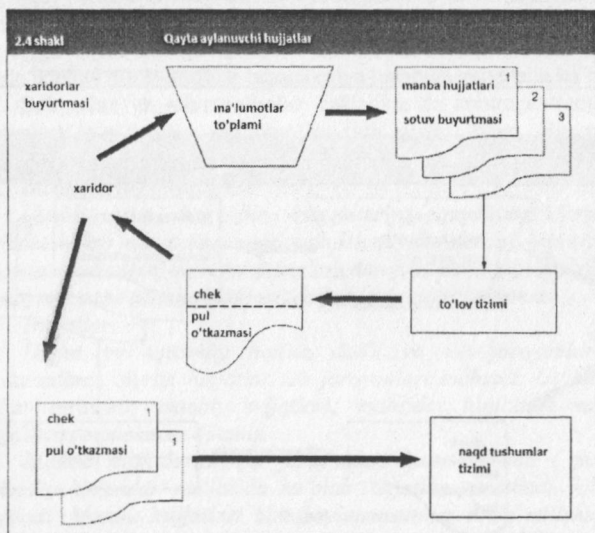 2.4 shakl Qayta aylanuvchi hujjatlar
xaridorlar
buyurtmasi
ma'lumotlar
to'plami
manba hujjatlari
sotuv buyurtmasi
1
2
3
xaridor
chek
pul
o'tkazmasi
to'lov tizimi
chek
pul o'tkazmasi
1
1
naqd tushumlar
tizimi